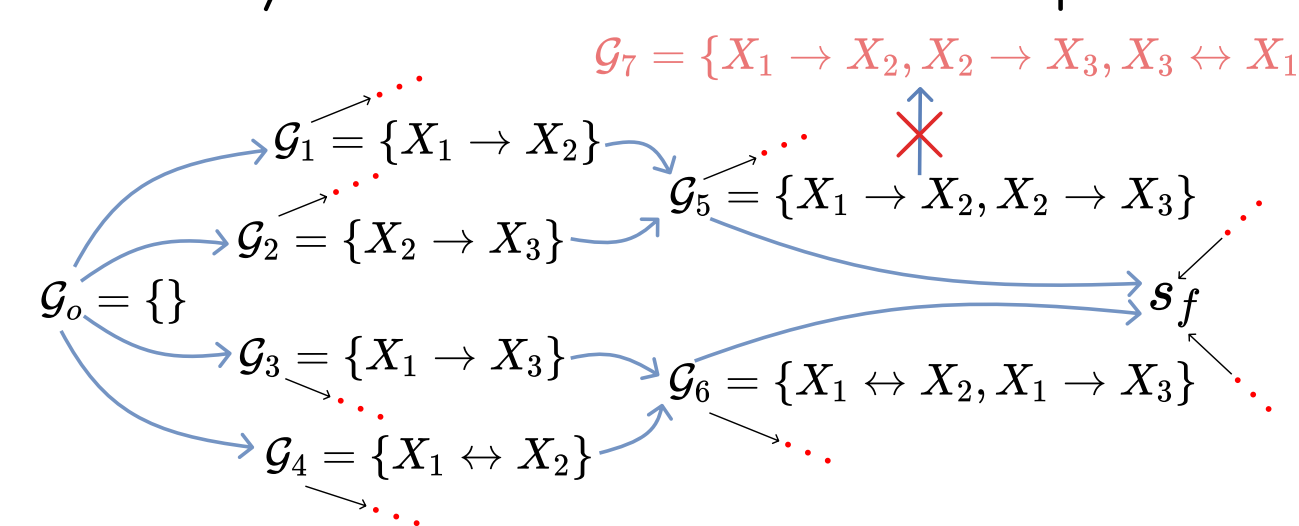 𝒢₇ = {X₁ → X₂, X₂ → X₃, X₃ ↔ X₁
𝒢₁ = {X₁ → X₂}
𝒢₅ = {X₁ → X₂, X₂ → X₃}
𝒢₂ = {X₂ → X₃}
𝒢ₒ = {}
s_f
𝒢₃ = {X₁ → X₃}
𝒢₆ = {X₁ ↔ X₂, X₁ → X₃}
𝒢₄ = {X₁ ↔ X₂}